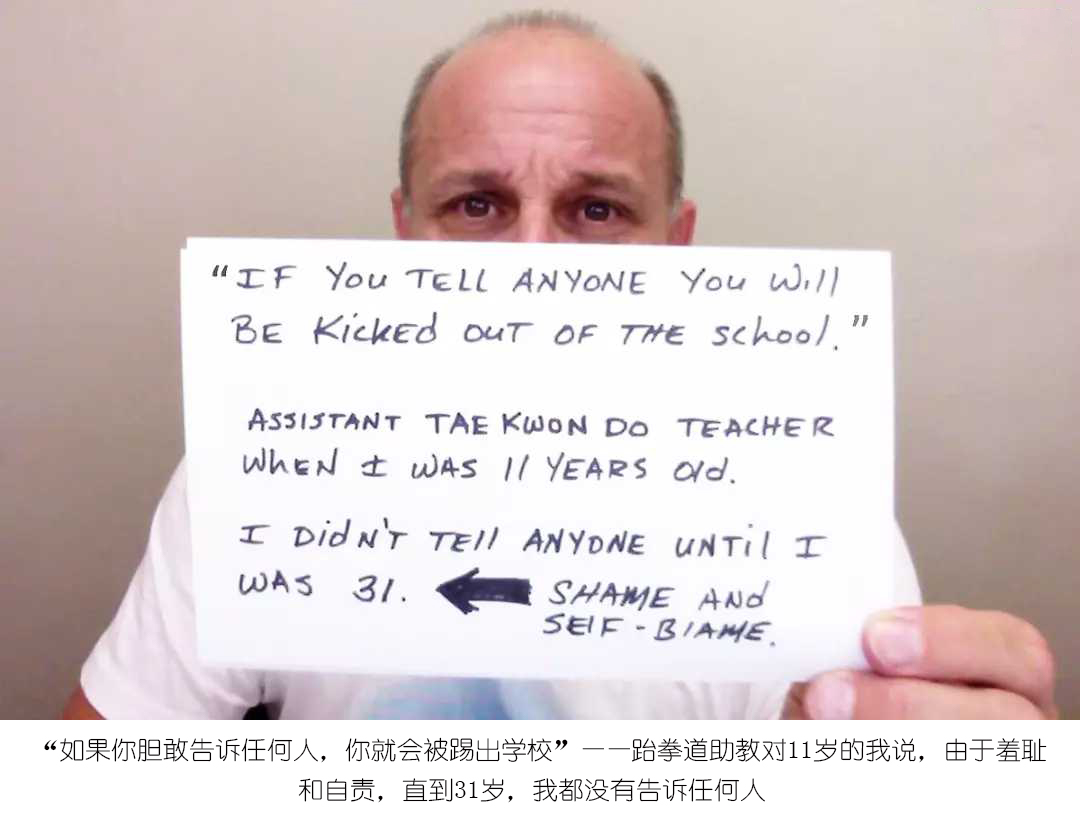 “IF YOU TELL ANYONE YOU WILL
BE KICKED OUT OF THE SCHOOL.”
ASSISTANT TAE KWON DO TEACHER
WHEN I WAS 11 YEARS OLD.
I DIDN'T TELL ANYONE UNTIL I
WAS 31. SHAME AND
SELF-BLAME.
“如果你胆敢告诉任何人，你就会被踢出学校”——跆拳道助教对11岁的我说，由于羞耻
和自责，直到31岁，我都没有告诉任何人